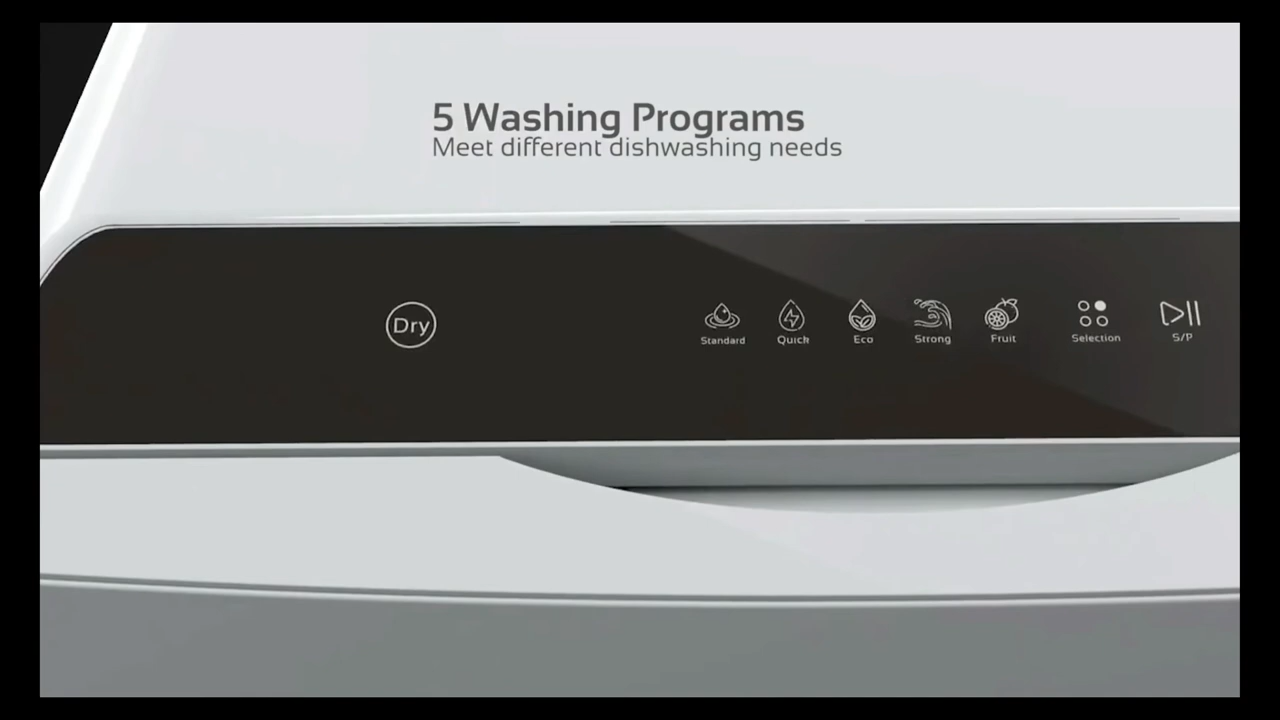 5 Washing Programs
Meet different dishwashing needs
Dry
Standard
Quick
Eco
Strong
Fruit
Selection
S/P